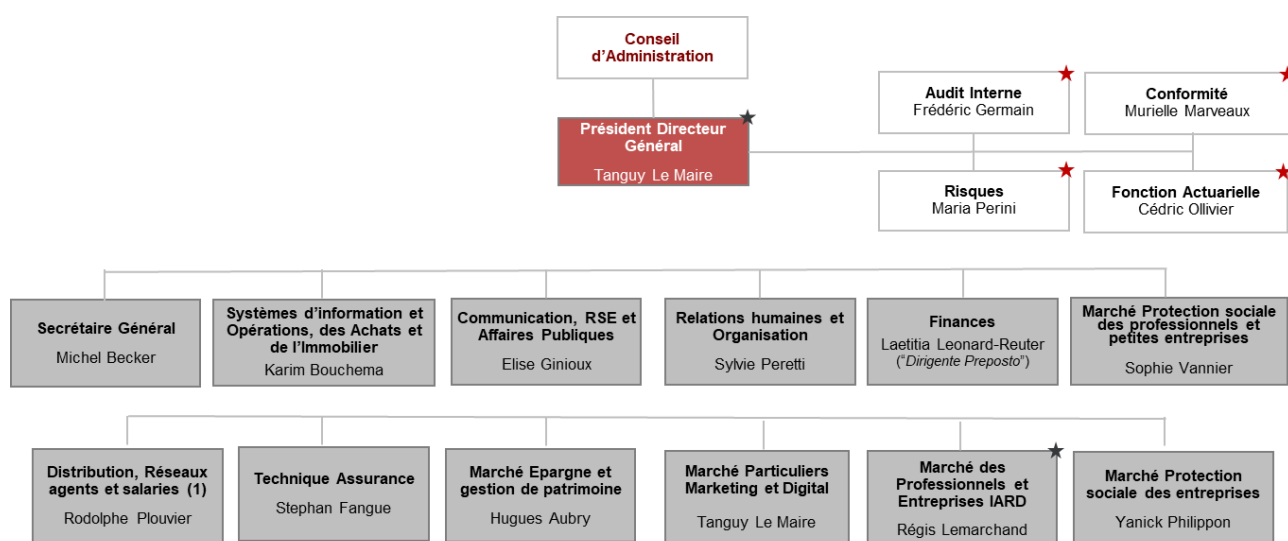 Conseil
d'Administration
Audit Interne
Frédéric Germain
Conformité
Murielle Marveaux
Président Directeur
Général
Tanguy Le Maire
Risques
Maria Perini
Fonction Actuarielle
Cédric Ollivier
Secrétaire Général
Michel Becker
Systèmes d'information et
Opérations, des Achats et
de l'Immobilier
Karim Bouchema
Communication, RSE et
Affaires Publiques
Elise Ginioux
Relations humaines et
Organisation
Sylvie Peretti
Finances
Laetitia Leonard-Reuter
("Dirigente Preposto")
Marché Protection sociale
des professionnels et
petites entreprises
Sophie Vannier
Distribution, Réseaux
agents et salaries (1)
Rodolphe Plouvier
Technique Assurance
Stephan Fangue
Marché Epargne et
gestion de patrimoine
Hugues Aubry
Marché Particuliers
Marketing et Digital
Tanguy Le Maire
Marché des
Professionnels et
Entreprises IARD
Régis Lemarchand
Marché Protection
sociale des entreprises
Yanick Philippon